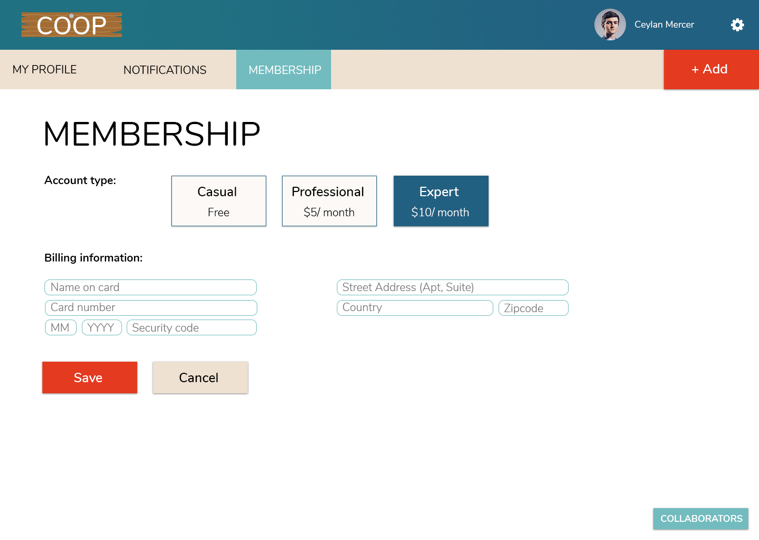 COOP
Ceylan Mercer
MY PROFILE
NOTIFICATIONS
MEMBERSHIP
+ Add
MEMBERSHIP
Account type:
Casual
Free
Professional
$5/ month
Expert
$10/ month
Billing information:
Name on card
Card number
MM
YYYY
Security code
Street Address (Apt, Suite)
Country
Zipcode
Save
Cancel
COLLABORATORS